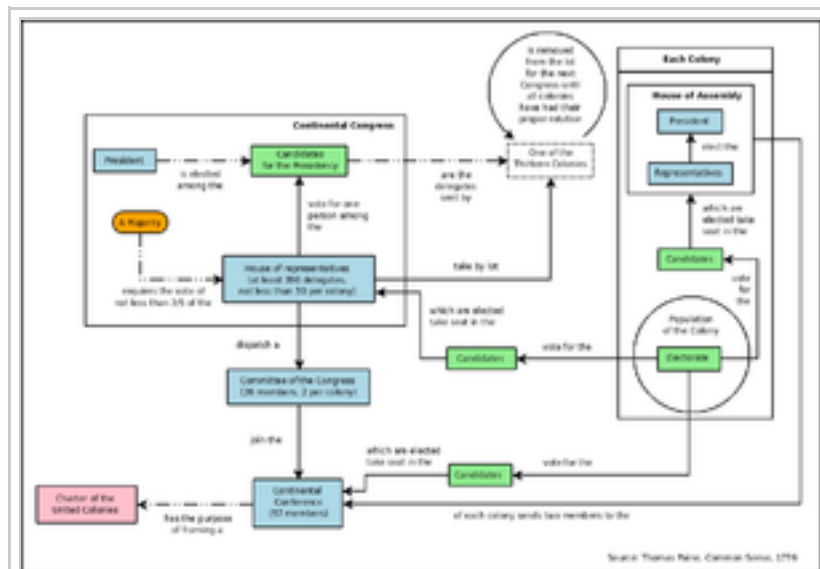 is removed
from the lot
for the next
Congress until
all colonies
have had their
proper rotation
Each Colony
House of Assembly
President
elect the
Representatives
which are
elected take
seat in the
Candidates
vote
for
the
Population
of the Colony
Electorate
Continental Congress
President
is elected
among the
Candidates
for the Presidency
are the
delegates
sent by
One of the
Thirteen Colonies
vote for one
person among
the
A Majority
requires the vote of
not less than 3/5 of the
House of representatives
(at least 390 delegates,
not less than 30 per colony)
take by lot
which are elected
take seat in the
Candidates
vote for the
dispatch a
Committee of the Congress
(26 members, 2 per colony)
join the
which are elected
take seat in the
Candidates
vote for the
Continental
Conference
(97 members)
of each colony sends two members to the
has the purpose
of framing a
Charter of the
United Colonies
Source: Thomas Paine, Common Sense, 1776